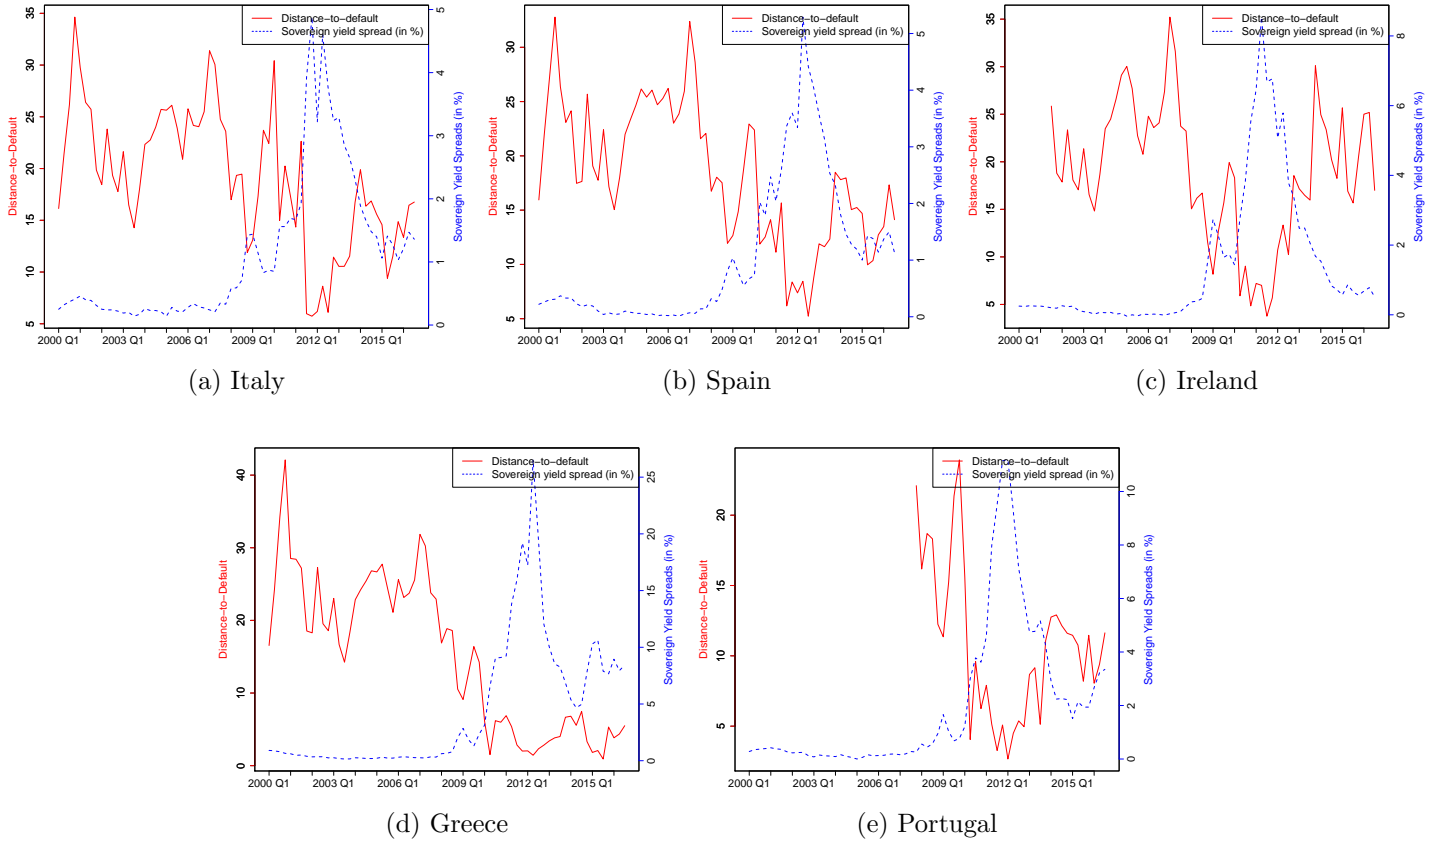 Distance-to-default
Sovereign yield spread (in %)
Distance-to-Default
5 10 15 20 25 30 35
Sovereign Yield Spreads (in %)
0 1 2 3 4 5
2000 Q1 2003 Q1 2006 Q1 2009 Q1 2012 Q1 2015 Q1
(a) Italy
Distance-to-default
Sovereign yield spread (in %)
Distance-to-Default
5 10 15 20 25 30
Sovereign Yield Spreads (in %)
0 1 2 3 4 5
2000 Q1 2003 Q1 2006 Q1 2009 Q1 2012 Q1 2015 Q1
(b) Spain
Distance-to-default
Sovereign yield spread (in %)
Distance-to-Default
5 10 15 20 25 30 35
Sovereign Yield Spreads (in %)
0 2 4 6 8
2000 Q1 2003 Q1 2006 Q1 2009 Q1 2012 Q1 2015 Q1
(c) Ireland
Distance-to-default
Sovereign yield spread (in %)
Distance-to-Default
0 10 20 30 40
Sovereign Yield Spreads (in %)
0 5 10 15 20 25
2000 Q1 2003 Q1 2006 Q1 2009 Q1 2012 Q1 2015 Q1
(d) Greece
Distance-to-default
Sovereign yield spread (in %)
Distance-to-Default
5 10 15 20
Sovereign Yield Spreads (in %)
0 2 4 6 8 10
2000 Q1 2003 Q1 2006 Q1 2009 Q1 2012 Q1 2015 Q1
(e) Portugal